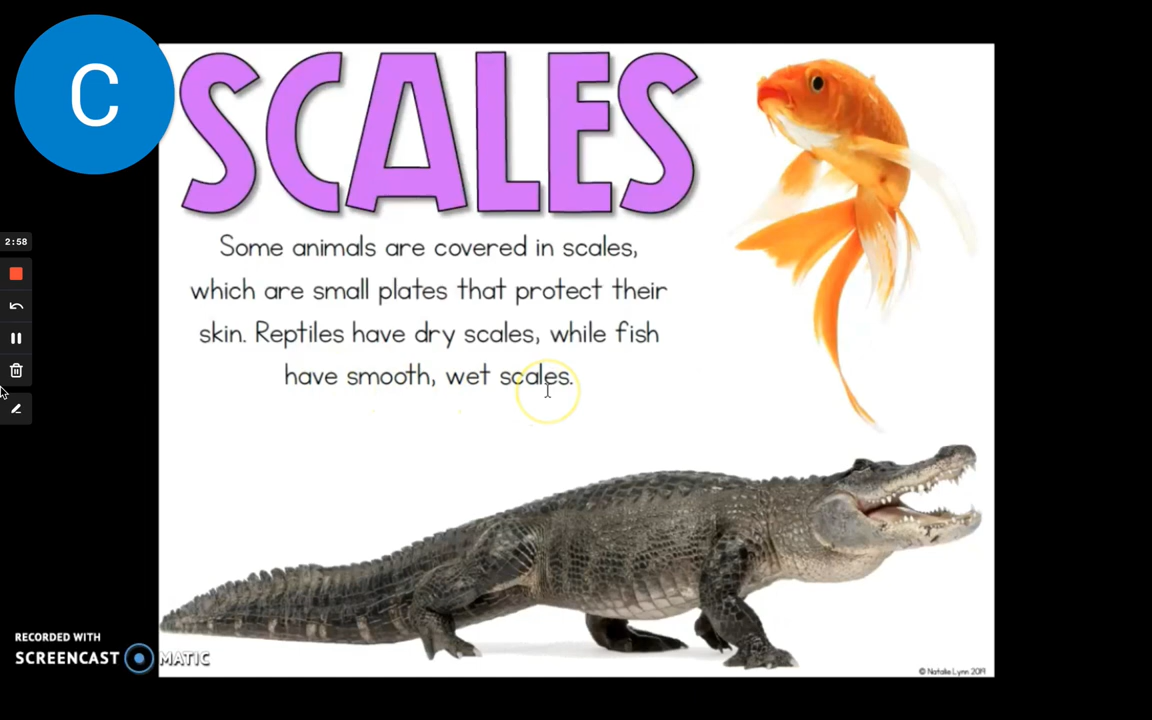 C
SCALES
Some animals are covered in scales,
which are small plates that protect their
skin. Reptiles have dry scales, while fish
have smooth, wet scales.
2:58
RECORDED WITH
SCREENCAST MATIC
© Natalie Lynn 2019